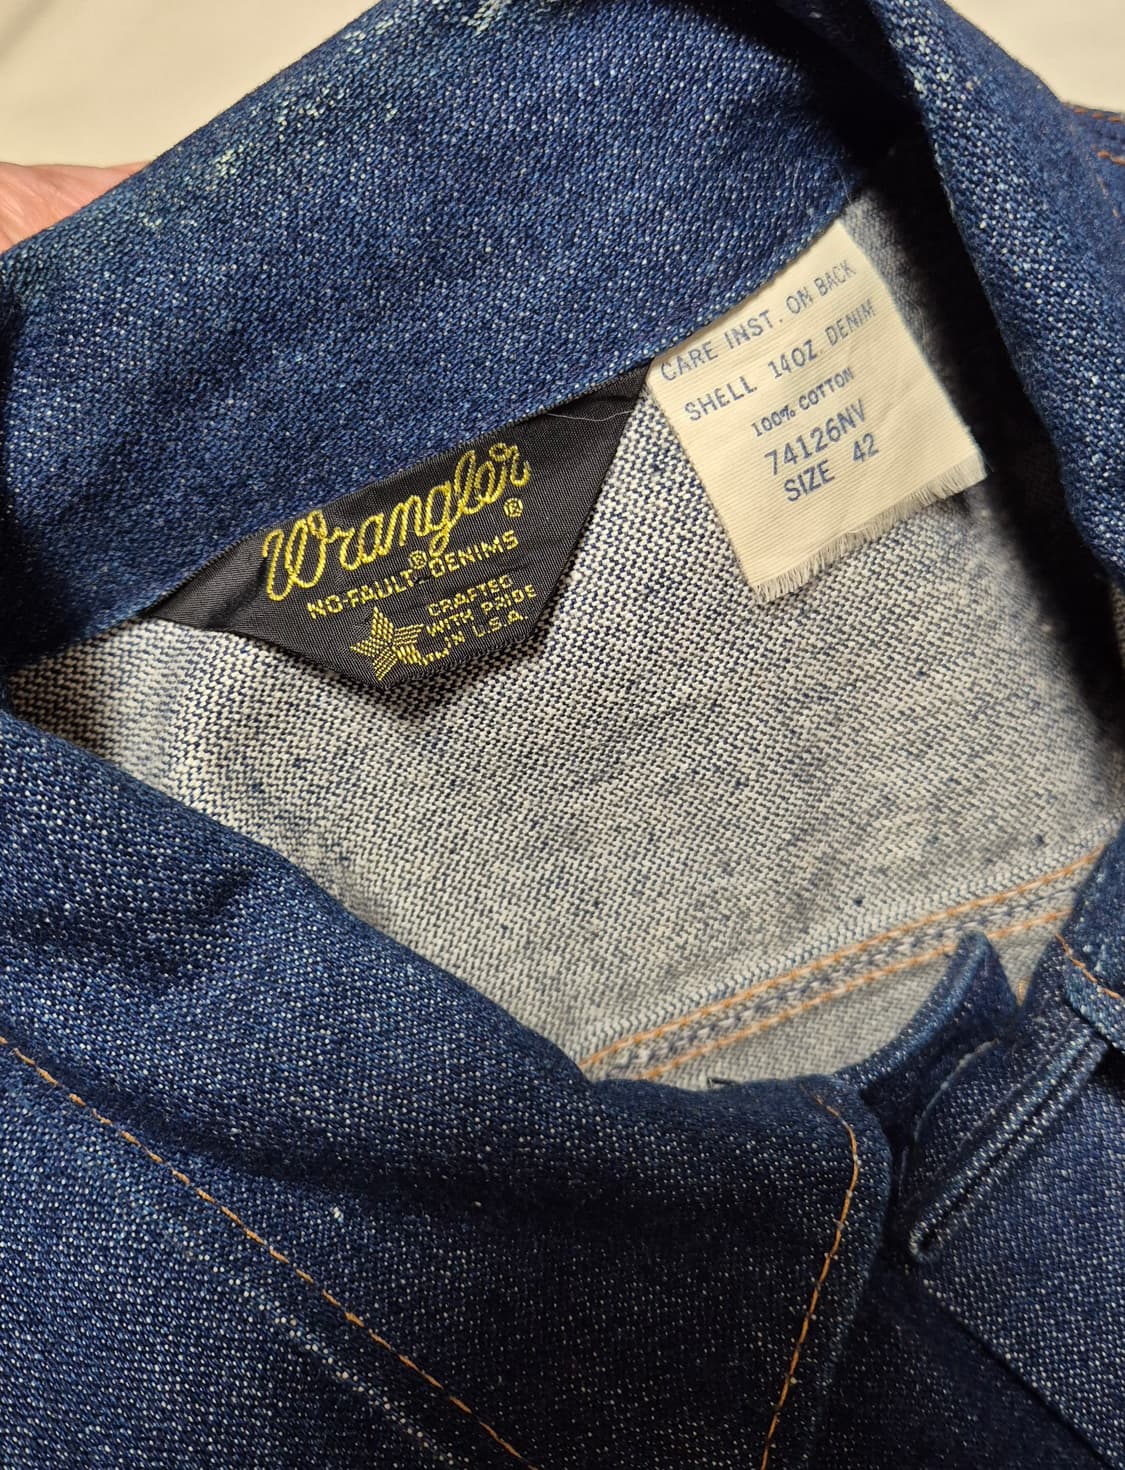 Wrangler®
NO-FAULT® DENIMS
CRAFTED
WITH PRIDE
IN U.S.A.
CARE INST. ON BACK
SHELL 14OZ. DENIM
100% COTTON
74126NV
SIZE 42